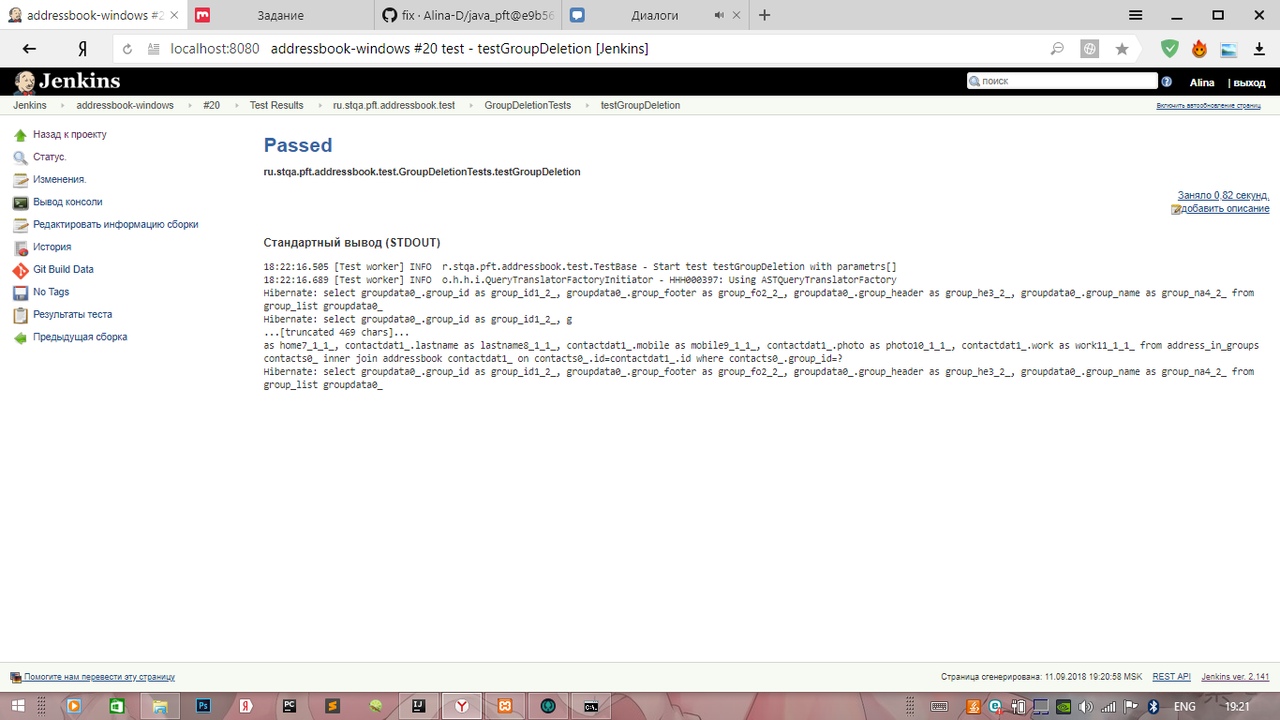 addressbook-windows #2
Задание
fix · Alina-D/java_pft@e9b56
Диалоги
Я
localhost:8080 addressbook-windows #20 test - testGroupDeletion [Jenkins]
Jenkins
поиск
Alina
| выход
Jenkins
addressbook-windows
#20
Test Results
ru.stqa.pft.addressbook.test
GroupDeletionTests
testGroupDeletion
Включить автообновление страниц
Назад к проекту
Статус.
Изменения.
Вывод консоли
Редактировать информацию сборки
История
Git Build Data
No Tags
Результаты теста
Предыдущая сборка
Passed
ru.stqa.pft.addressbook.test.GroupDeletionTests.testGroupDeletion
Заняло 0,82 секунд.
добавить описание
Стандартный вывод (STDOUT)
18:22:16.505 [Test worker] INFO  r.stqa.pft.addressbook.test.TestBase - Start test testGroupDeletion with parametrs[]
18:22:16.689 [Test worker] INFO  o.h.h.i.QueryTranslatorFactoryInitiator - HHH000397: Using ASTQueryTranslatorFactory
Hibernate: select groupdata0_.group_id as group_id1_2_, groupdata0_.group_footer as group_fo2_2_, groupdata0_.group_header as group_he3_2_, groupdata0_.group_name as group_na4_2_ from
group_list groupdata0_
Hibernate: select groupdata0_.group_id as group_id1_2_, g
...[truncated 469 chars]...
as home7_1_1_, contactdat1_.lastname as lastname8_1_1_, contactdat1_.mobile as mobile9_1_1_, contactdat1_.photo as photo10_1_1_, contactdat1_.work as work11_1_1_ from address_in_groups
contacts0_ inner join addressbook contactdat1_ on contacts0_.id=contactdat1_.id where contacts0_.group_id=?
Hibernate: select groupdata0_.group_id as group_id1_2_, groupdata0_.group_footer as group_fo2_2_, groupdata0_.group_header as group_he3_2_, groupdata0_.group_name as group_na4_2_ from
group_list groupdata0_
Помогите нам перевести эту страницу
Страница сгенерирована: 11.09.2018 19:20:58 MSK
REST API
Jenkins ver. 2.141
ENG
19:21